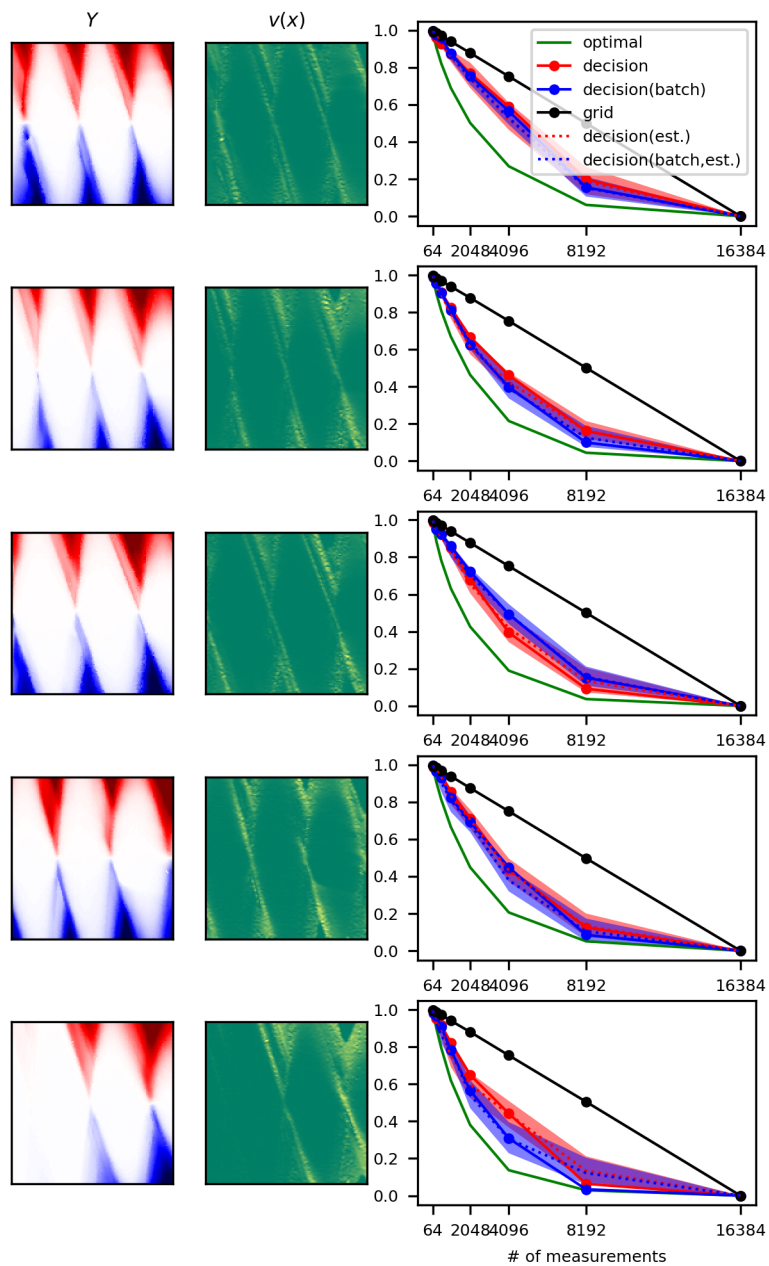 Y v(x)
1.0
0.8
0.6
0.4
0.2
0.0
optimal
decision
decision(batch)
grid
decision(est.)
decision(batch,est.)
64 2048 4096 8192 16384
1.0
0.8
0.6
0.4
0.2
0.0
64 2048 4096 8192 16384
1.0
0.8
0.6
0.4
0.2
0.0
64 2048 4096 8192 16384
1.0
0.8
0.6
0.4
0.2
0.0
64 2048 4096 8192 16384
1.0
0.8
0.6
0.4
0.2
0.0
64 2048 4096 8192 16384
# of measurements